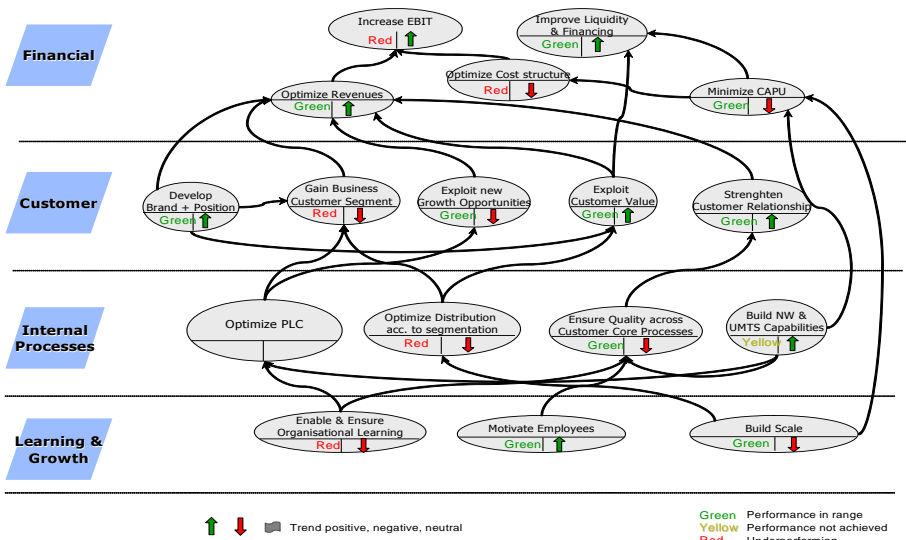 Financial
Increase EBIT
Red
Improve Liquidity
& Financing
Green
Optimize Cost structure
Red
Optimize Revenues
Green
Minimize CAPU
Green
Customer
Develop
Brand + Position
Green
Gain Business
Customer Segment
Red
Exploit new
Growth Opportunities
Green
Exploit
Customer Value
Green
Strenghten
Customer Relationship
Green
Internal
Processes
Optimize PLC
Optimize Distribution
acc. to segmentation
Red
Ensure Quality across
Customer Core Processes
Green
Build NW &
UMTS Capabilities
Yellow
Learning &
Growth
Enable & Ensure
Organisational Learning
Red
Motivate Employees
Green
Build Scale
Green
Trend positive, negative, neutral
Green Performance in range
Yellow Performance not achieved
Red Underperforming